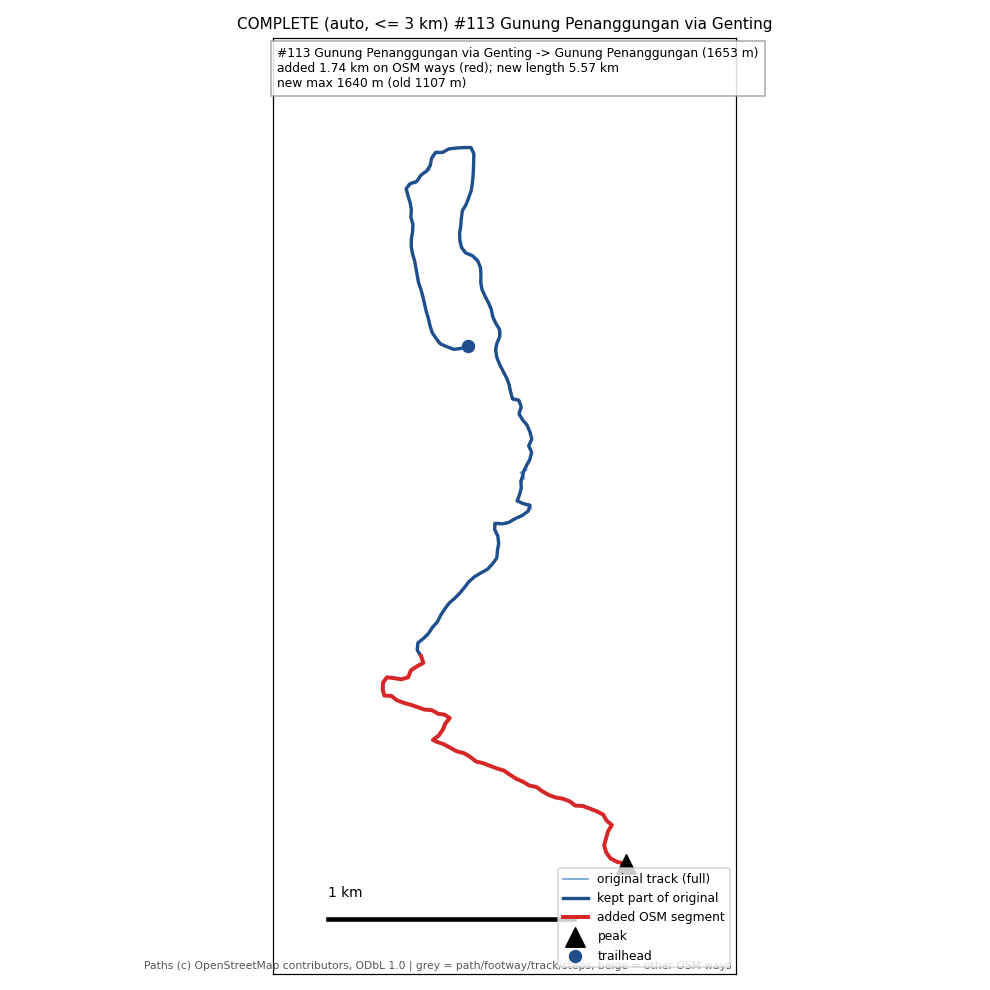 COMPLETE (auto, <= 3 km) #113 Gunung Penanggungan via Genting
#113 Gunung Penanggungan via Genting -> Gunung Penanggungan (1653 m)
added 1.74 km on OSM ways (red); new length 5.57 km
new max 1640 m (old 1107 m)
1 km
original track (full)
kept part of original
added OSM segment
peak
trailhead
Paths (c) OpenStreetMap contributors, ODbL 1.0 | grey = path/footway/track/steps, beige = other OSM ways